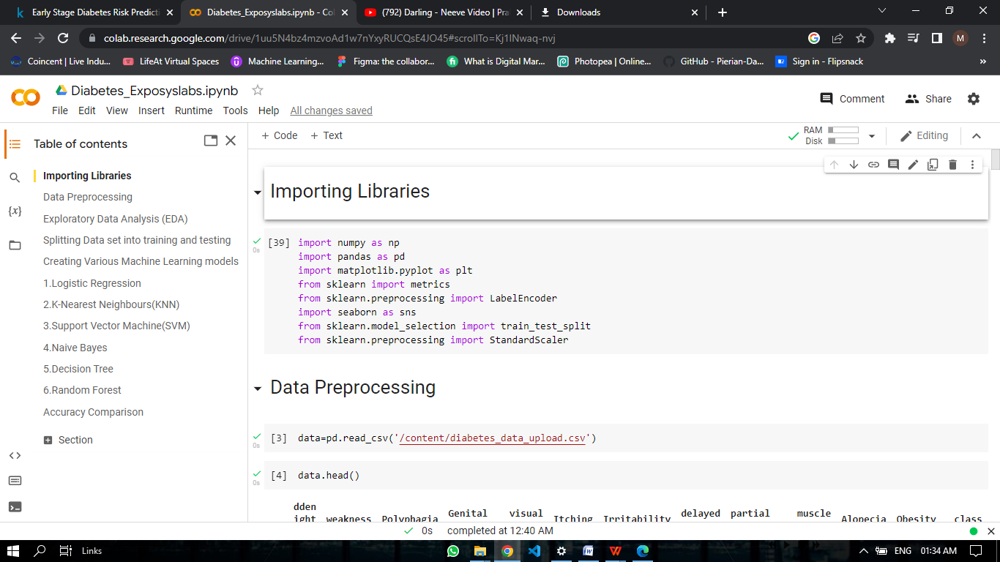 Early Stage Diabetes Risk Predicti
Diabetes_Exposyslabs.ipynb - Col
(792) Darling - Neeve Video | Pra
Downloads
colab.research.google.com/drive/1uu5N4bz4mzvoAd1w7nYxyRUCQsE4JO45#scrollTo=Kj1INwaq-nvj
M
Coincent | Live Indu...
LifeAt Virtual Spaces
Machine Learning...
Figma: the collabor...
What is Digital Mar...
Photopea | Online...
GitHub - Pierian-Da...
Sign in - Flipsnack
»
Diabetes_Exposyslabs.ipynb
Comment
Share
File Edit View Insert Runtime Tools Help All changes saved
Table of contents
+ Code + Text
RAM
Disk
Editing
Importing Libraries
Data Preprocessing
Exploratory Data Analysis (EDA)
Splitting Data set into training and testing
Creating Various Machine Learning models
1.Logistic Regression
2.K-Nearest Neighbours(KNN)
3.Support Vector Machine(SVM)
4.Naive Bayes
5.Decision Tree
6.Random Forest
Accuracy Comparison
Section
{x}
Importing Libraries
0s
[39] import numpy as np
import pandas as pd
import matplotlib.pyplot as plt
from sklearn import metrics
from sklearn.preprocessing import LabelEncoder
import seaborn as sns
from sklearn.model_selection import train_test_split
from sklearn.preprocessing import StandardScaler
Data Preprocessing
0s
[3] data=pd.read_csv('/content/diabetes_data_upload.csv')
0s
[4] data.head()
dden Genital visual delayed partial muscle
ight weakness Polyphagia Itching Irritability Alopecia Obesity class
0s completed at 12:40 AM
Links
ENG 01:34 AM